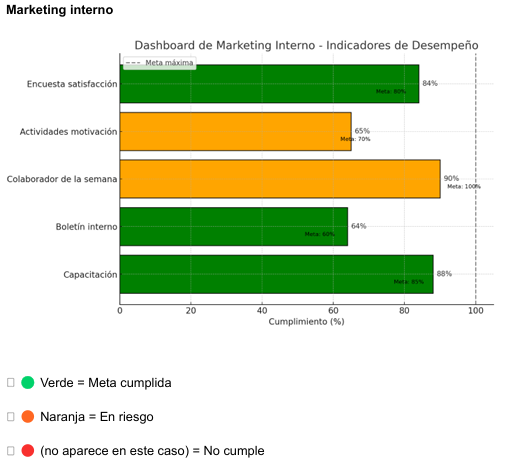 Marketing interno
Dashboard de Marketing Interno - Indicadores de Desempeño
Meta máxima
Encuesta satisfacción
84%
Meta: 80%
Actividades motivación
65%
Meta: 70%
Colaborador de la semana
90%
Meta: 100%
Boletín interno
64%
Meta: 60%
Capacitación
88%
Meta: 85%
0 20 40 60 80 100
Cumplimiento (%)
Verde = Meta cumplida
Naranja = En riesgo
(no aparece en este caso) = No cumple